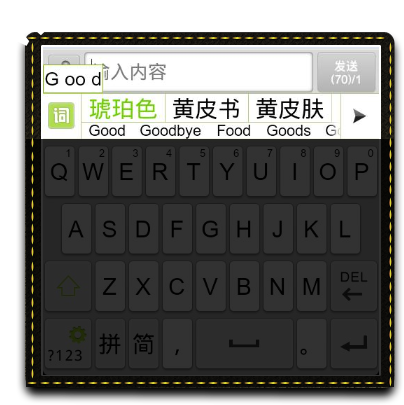 G oo d
输入内容
发送
(70)/1
词 琥珀色 黄皮书 黄皮肤
Good Goodbye Food Goods
1 2 3 4 5 6 7 8 9 0
Q W E R T Y U I O P
A S D F G H J K L
Z X C V B N M DEL
?123 拼 简 , 。